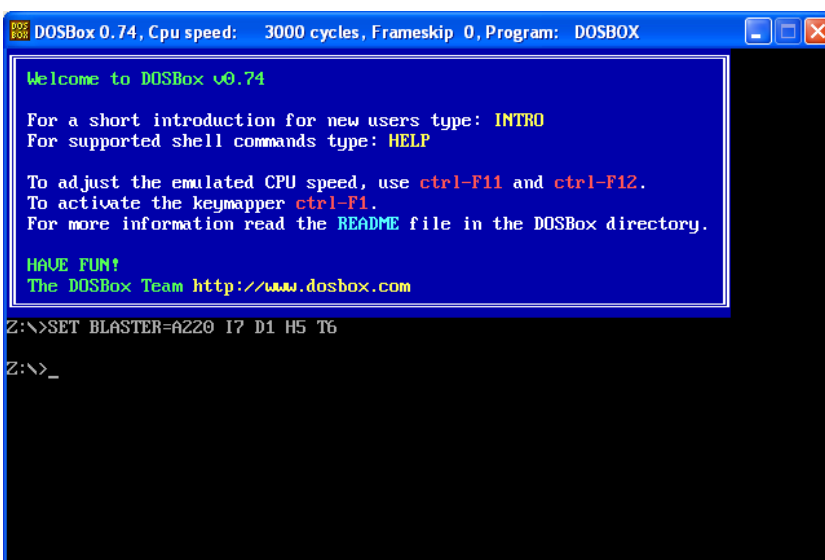 DOS BOX DOSBox 0.74, Cpu speed: 3000 cycles, Frameskip 0, Program: DOSBOX
Welcome to DOSBox v0.74
For a short introduction for new users type: INTRO
For supported shell commands type: HELP
To adjust the emulated CPU speed, use ctrl-F11 and ctrl-F12.
To activate the keymapper ctrl-F1.
For more information read the README file in the DOSBox directory.
HAVE FUN!
The DOSBox Team http://www.dosbox.com
Z:\>SET BLASTER=A220 I7 D1 H5 T6
Z:\>_